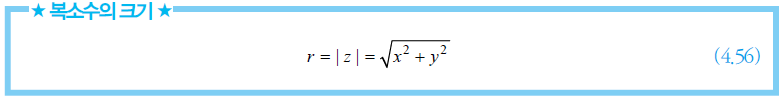 ★ 복소수의 크기 ★
r = | z | = √(x² + y²) (4.56)